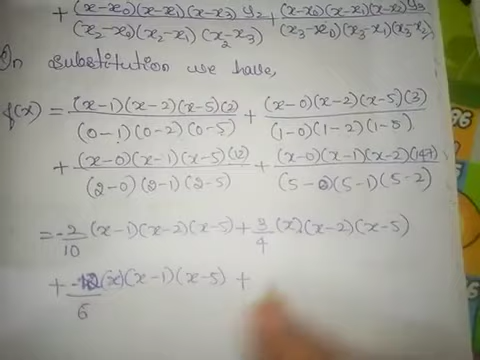 + (x-x₀)(x-x₁)(x-x₃) y₂ / (x₂-x₀)(x₂-x₁)(x₂-x₃) + (x-x₀)(x-x₁)(x-x₂) y₃ / (x₃-x₀)(x₃-x₁)(x₃-x₂)
On substitution we have,
f(x) = (x-1)(x-2)(x-5)(2) / (0-1)(0-2)(0-5) + (x-0)(x-2)(x-5)(3) / (1-0)(1-2)(1-5)
+ (x-0)(x-1)(x-5)(12) / (2-0)(2-1)(2-5) + (x-0)(x-1)(x-2)(147) / (5-0)(5-1)(5-2)
= -2/10 (x-1)(x-2)(x-5) + 3/4 (x)(x-2)(x-5)
+ -12/6 (x)(x-1)(x-5) +